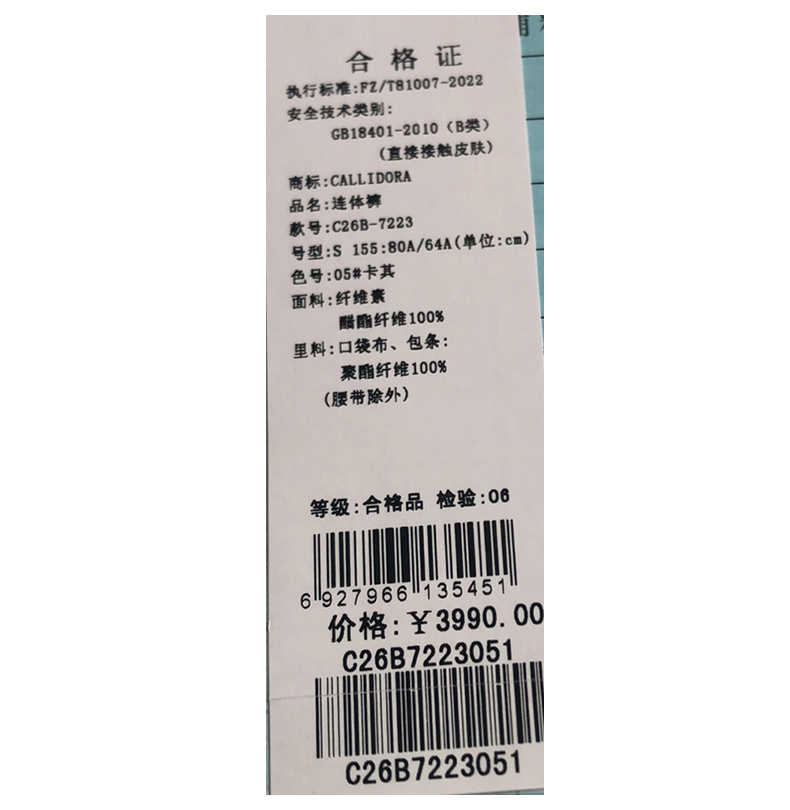 合格证
执行标准:FZ/T81007-2022
安全技术类别:
GB18401-2010（B类）
(直接接触皮肤)
商标:CALLIDORA
品名:连体裤
款号:C26B-7223
号型:S 155:80A/64A(单位:cm)
色号:05#卡其
面料:纤维素
醋酯纤维100%
里料:口袋布、包条:
聚酯纤维100%
(腰带除外)
等级:合格品 检验:06
6 927966 135451
价格:￥3990.00
C26B7223051
C26B7223051